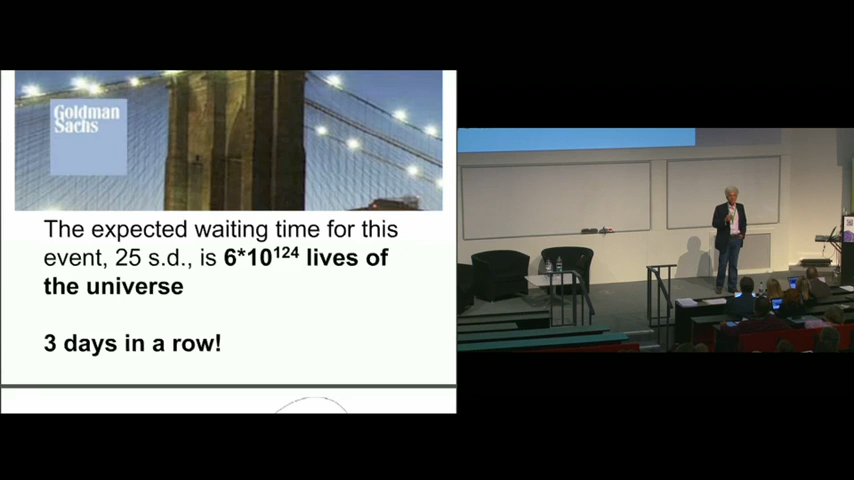 Goldman
Sachs
The expected waiting time for this
event, 25 s.d., is 6*10¹²⁴ lives of
the universe
3 days in a row!